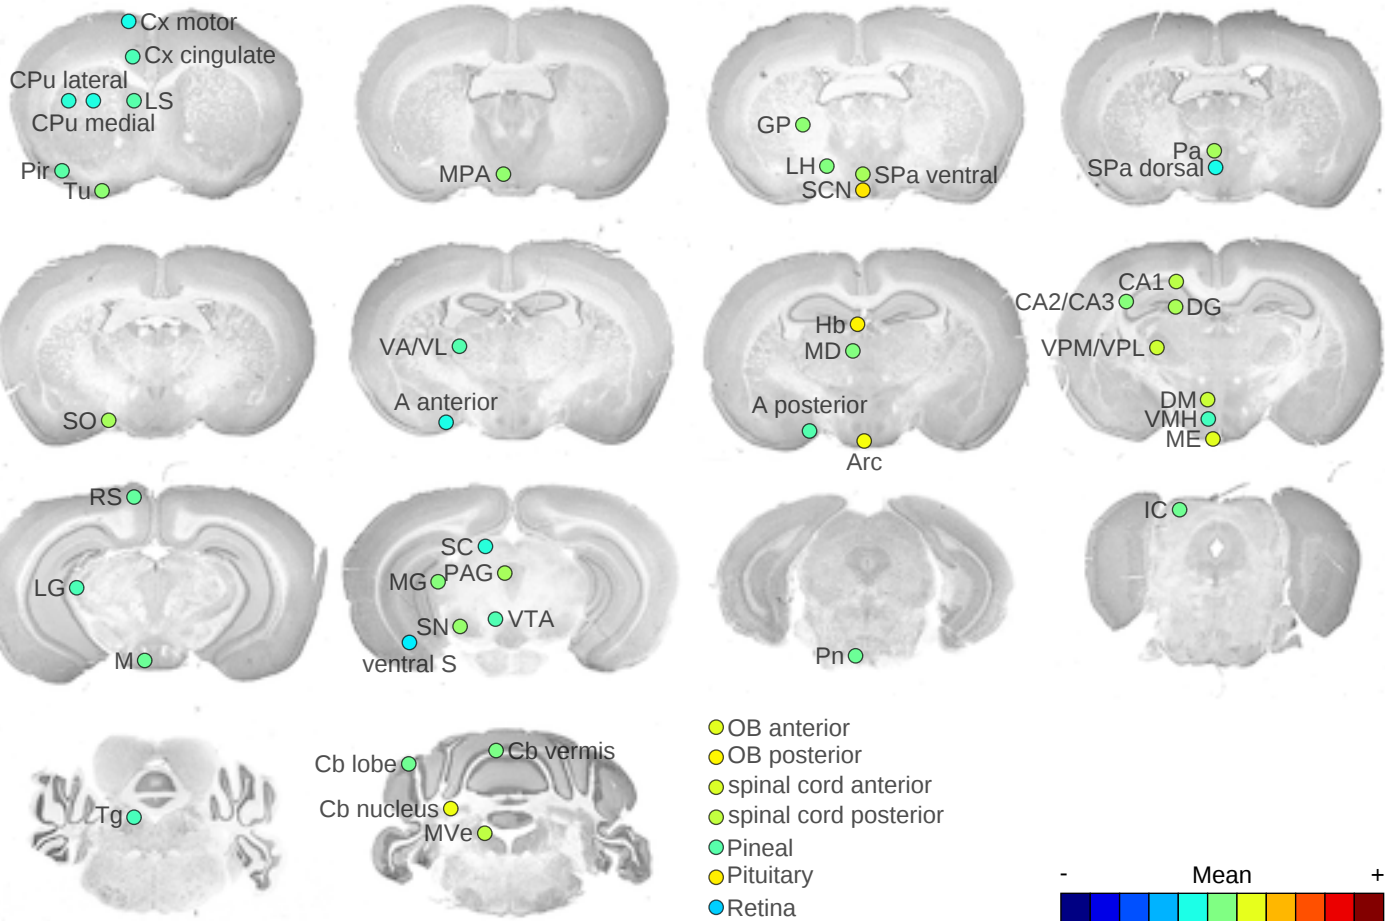 Cx motor
Cx cingulate
CPu lateral
LS
CPu medial
Pir
Tu
MPA
GP
LH
SPa ventral
SCN
Pa
SPa dorsal
SO
VA/VL
A anterior
Hb
MD
A posterior
Arc
CA1
CA2/CA3
DG
VPM/VPL
DM
VMH
ME
RS
LG
M
SC
MG
PAG
SN
VTA
ventral S
Pn
IC
Tg
Cb lobe
Cb vermis
Cb nucleus
MVe
OB anterior
OB posterior
spinal cord anterior
spinal cord posterior
Pineal
Pituitary
Retina
- Mean +